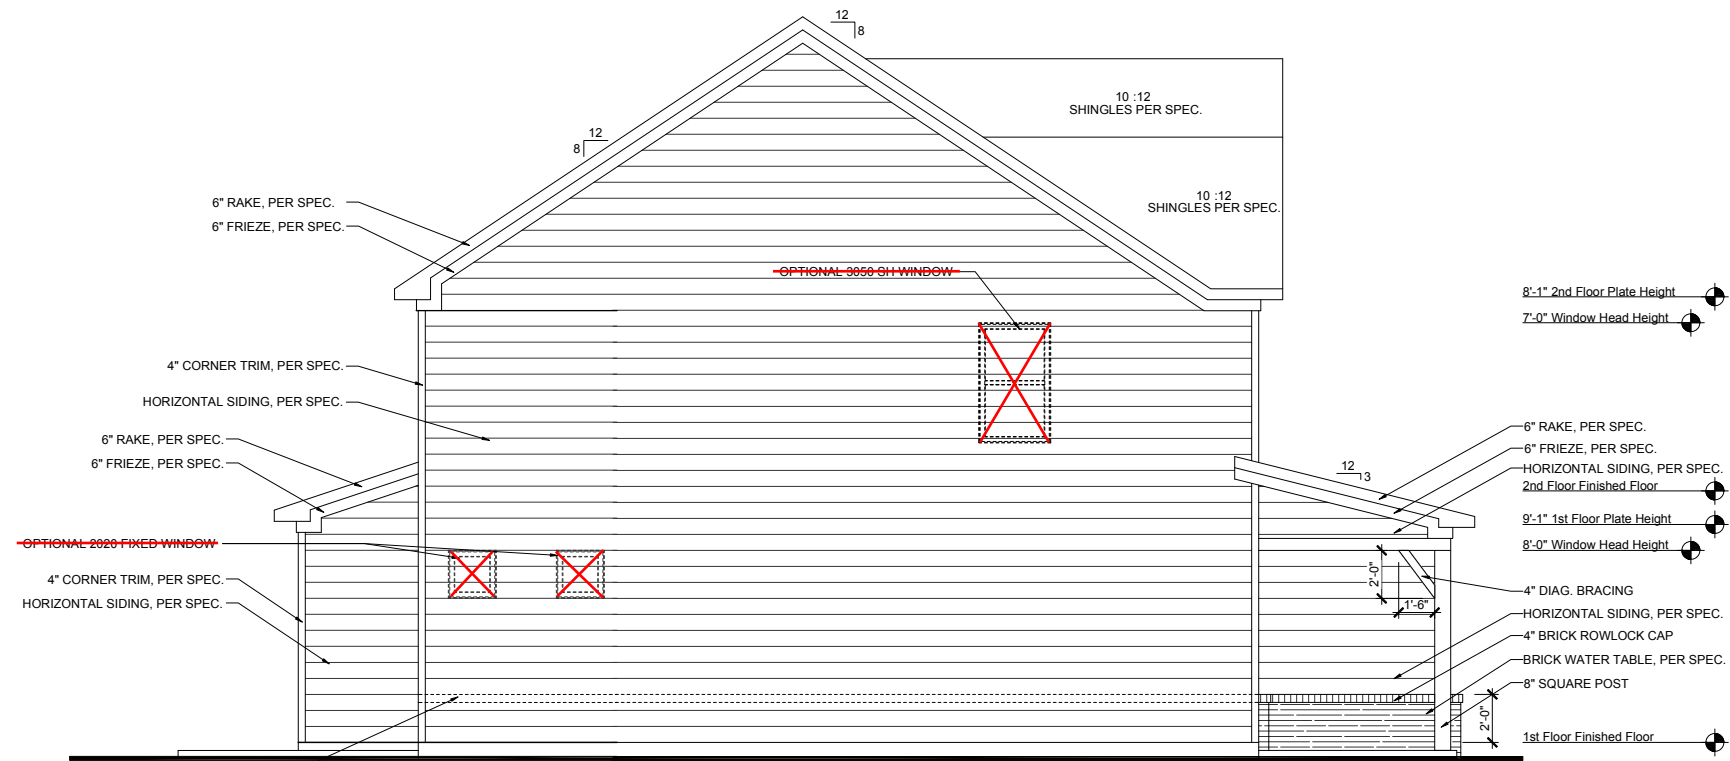 12
8
10 :12
SHINGLES PER SPEC.
12
8
10 :12
SHINGLES PER SPEC.
6" RAKE, PER SPEC.
6" FRIEZE, PER SPEC.
OPTIONAL 3050 SH WINDOW
8'-1" 2nd Floor Plate Height
7'-0" Window Head Height
4" CORNER TRIM, PER SPEC.
HORIZONTAL SIDING, PER SPEC.
6" RAKE, PER SPEC.
6" FRIEZE, PER SPEC.
12
3
6" RAKE, PER SPEC.
6" FRIEZE, PER SPEC.
HORIZONTAL SIDING, PER SPEC.
2nd Floor Finished Floor
9'-1" 1st Floor Plate Height
8'-0" Window Head Height
OPTIONAL 2020 FIXED WINDOW
4" CORNER TRIM, PER SPEC.
HORIZONTAL SIDING, PER SPEC.
2'-0"
1'-6"
4" DIAG. BRACING
HORIZONTAL SIDING, PER SPEC.
4" BRICK ROWLOCK CAP
BRICK WATER TABLE, PER SPEC.
8" SQUARE POST
2'-0"
1st Floor Finished Floor